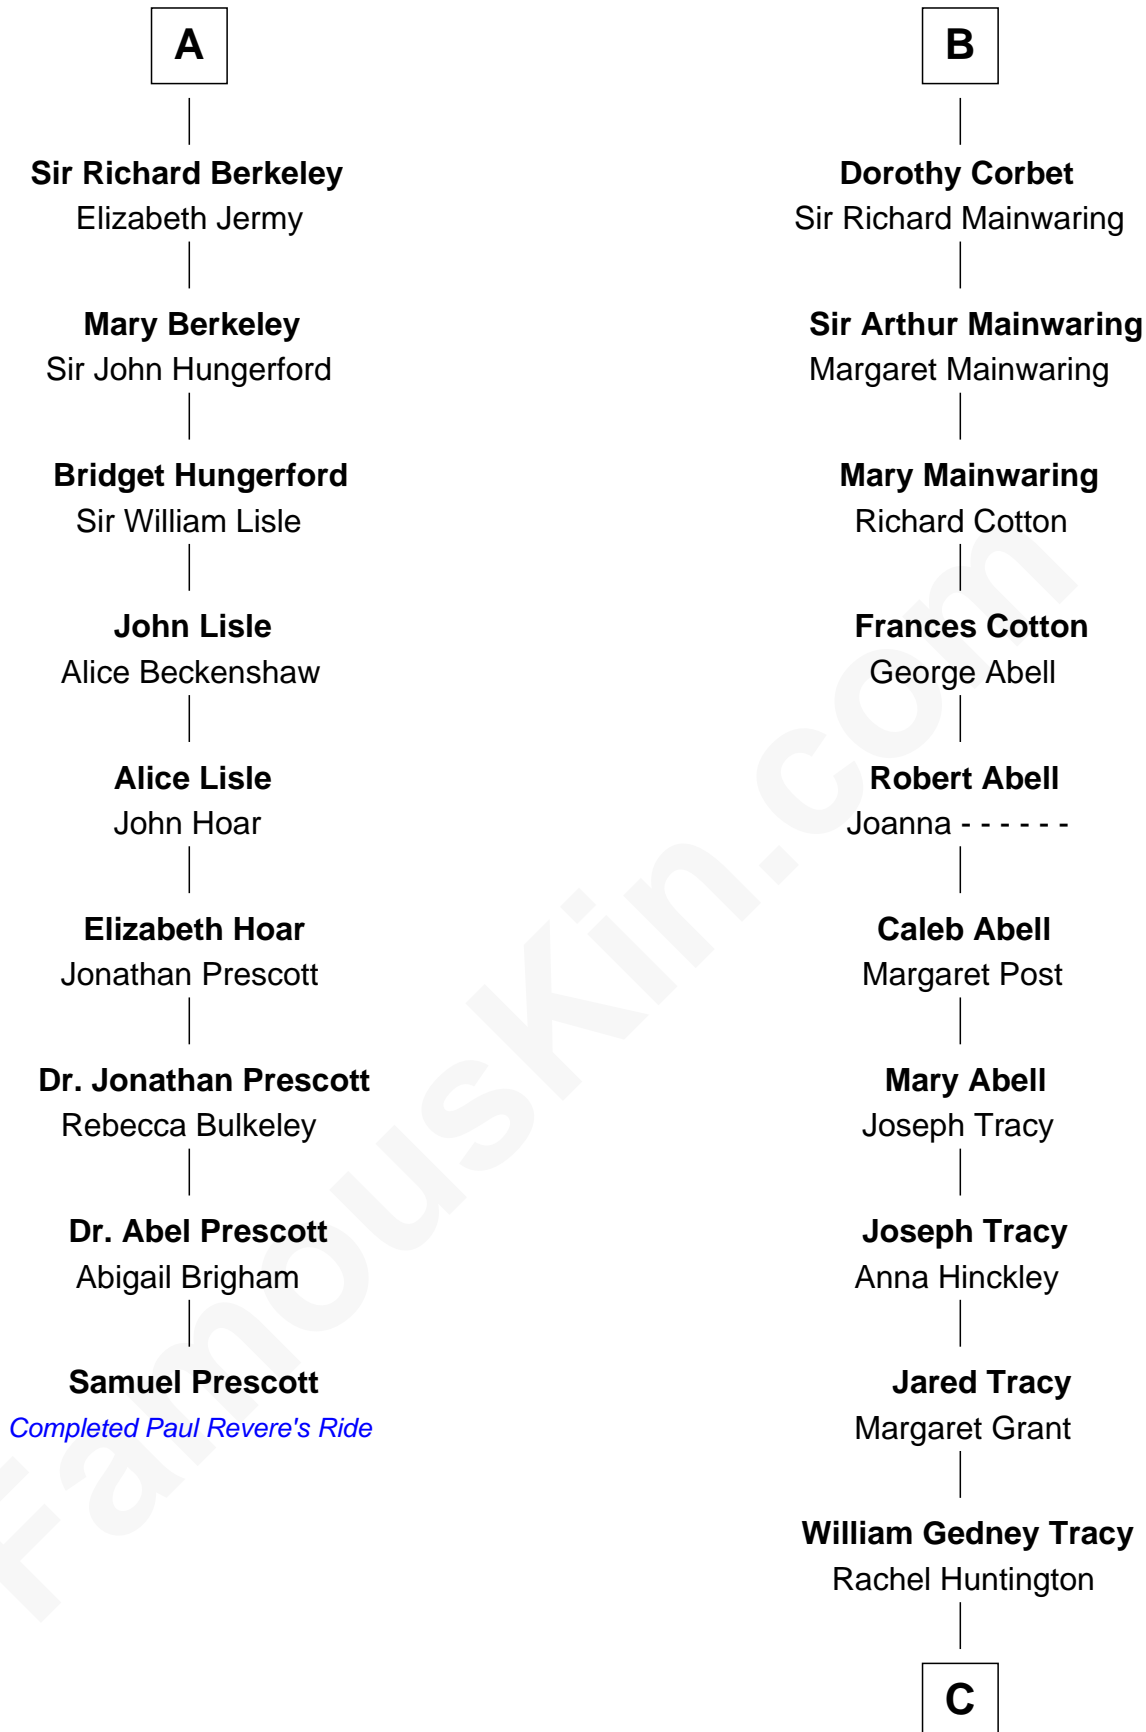 A
Sir Richard Berkeley
Elizabeth Jermy
Mary Berkeley
Sir John Hungerford
Bridget Hungerford
Sir William Lisle
John Lisle
Alice Beckenshaw
Alice Lisle
John Hoar
Elizabeth Hoar
Jonathan Prescott
Dr. Jonathan Prescott
Rebecca Bulkeley
Dr. Abel Prescott
Abigail Brigham
Samuel Prescott
Completed Paul Revere's Ride
B
Dorothy Corbet
Sir Richard Mainwaring
Sir Arthur Mainwaring
Margaret Mainwaring
Mary Mainwaring
Richard Cotton
Frances Cotton
George Abell
Robert Abell
Joanna - - - - - -
Caleb Abell
Margaret Post
Mary Abell
Joseph Tracy
Joseph Tracy
Anna Hinckley
Jared Tracy
Margaret Grant
William Gedney Tracy
Rachel Huntington
C
FamousKin.com